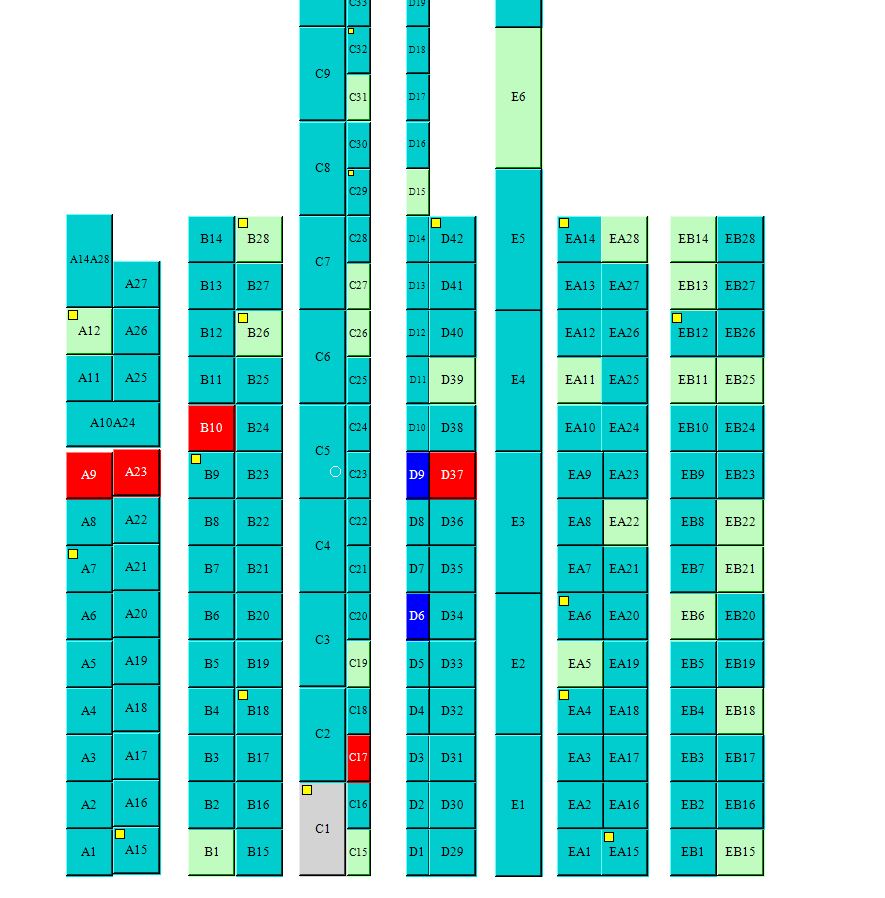 C33 D19
C32 D18
C9
C31 D17 E6
C30 D16
C8
C29 D15
B14 B28 C28 D14 D42 E5 EA14 EA28 EB14 EB28
A14A28
C7
A27 B13 B27 C27 D13 D41 EA13 EA27 EB13 EB27
A12 A26 B12 B26 C26 D12 D40 EA12 EA26 EB12 EB26
C6
A11 A25 B11 B25 C25 D11 D39 E4 EA11 EA25 EB11 EB25
A10A24 B10 B24 C24 D10 D38 EA10 EA24 EB10 EB24
C5
A9 A23 B9 B23 C23 D9 D37 EA9 EA23 EB9 EB23
A8 A22 B8 B22 C22 D8 D36 E3 EA8 EA22 EB8 EB22
C4
A7 A21 B7 B21 C21 D7 D35 EA7 EA21 EB7 EB21
A6 A20 B6 B20 C20 D6 D34 EA6 EA20 EB6 EB20
C3
A5 A19 B5 B19 C19 D5 D33 E2 EA5 EA19 EB5 EB19
A4 A18 B4 B18 C18 D4 D32 EA4 EA18 EB4 EB18
C2
A3 A17 B3 B17 C17 D3 D31 EA3 EA17 EB3 EB17
A2 A16 B2 B16 C16 D2 D30 E1 EA2 EA16 EB2 EB16
C1
A1 A15 B1 B15 C15 D1 D29 EA1 EA15 EB1 EB15